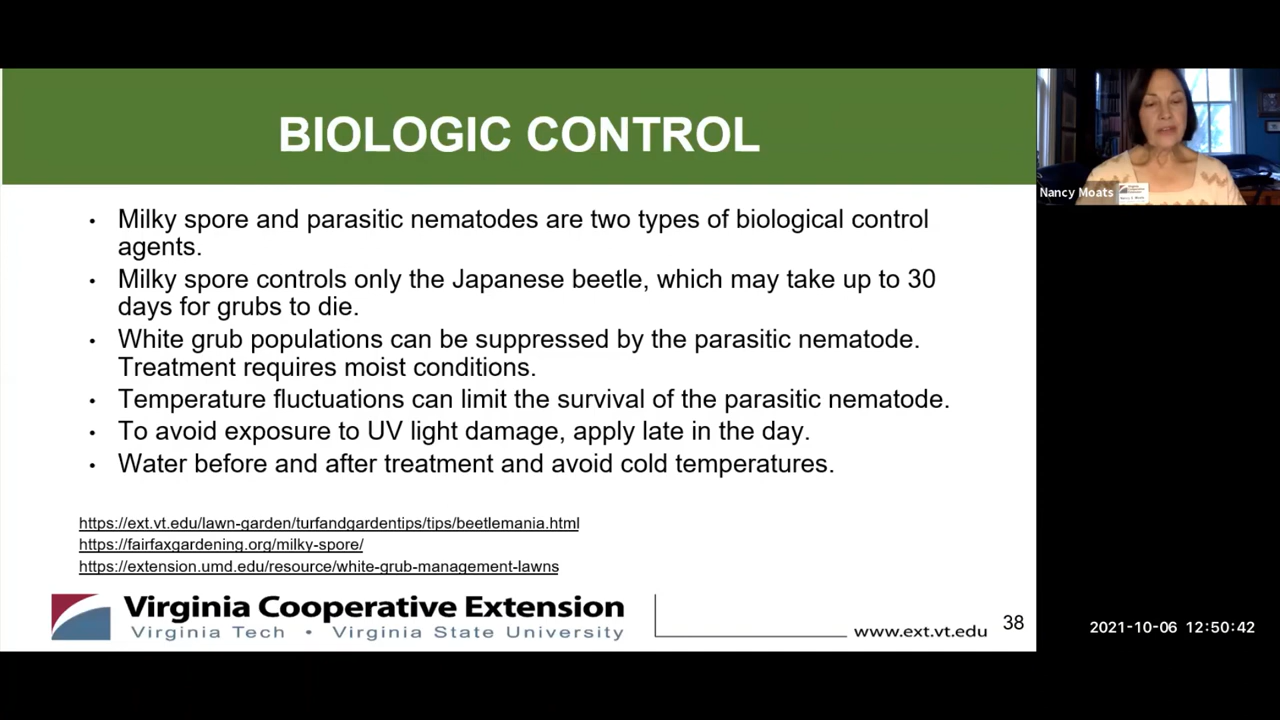 BIOLOGIC CONTROL
• Milky spore and parasitic nematodes are two types of biological control
agents.
• Milky spore controls only the Japanese beetle, which may take up to 30
days for grubs to die.
• White grub populations can be suppressed by the parasitic nematode.
Treatment requires moist conditions.
• Temperature fluctuations can limit the survival of the parasitic nematode.
• To avoid exposure to UV light damage, apply late in the day.
• Water before and after treatment and avoid cold temperatures.
https://ext.vt.edu/lawn-garden/turfandgardentips/tips/beetlemania.html
https://fairfaxgardening.org/milky-spore/
https://extension.umd.edu/resource/white-grub-management-lawns
Virginia Cooperative Extension
Virginia Tech • Virginia State University
www.ext.vt.edu
38
Nancy Moats
2021-10-06 12:50:42